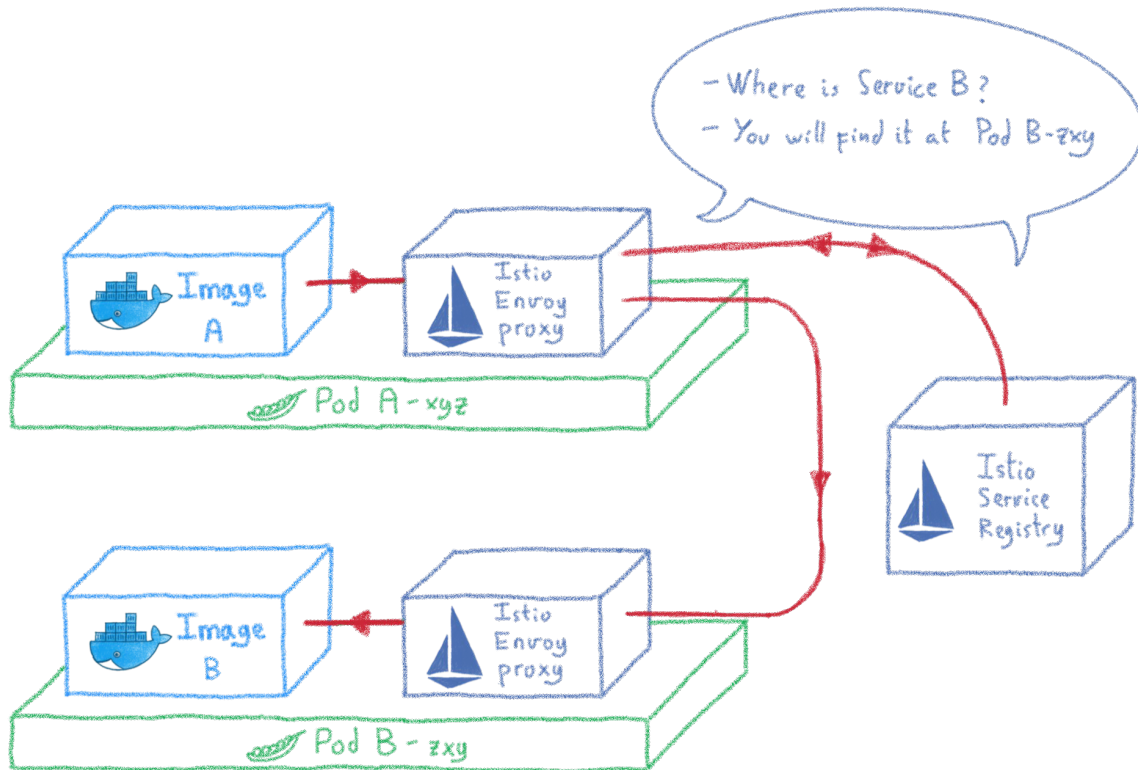 - Where is Service B?
- You will find it at Pod B-zxy
Image
A
Istio
Envoy
proxy
Pod A-xyz
Istio
Service
Registry
Image
B
Istio
Envoy
proxy
Pod B-zxy